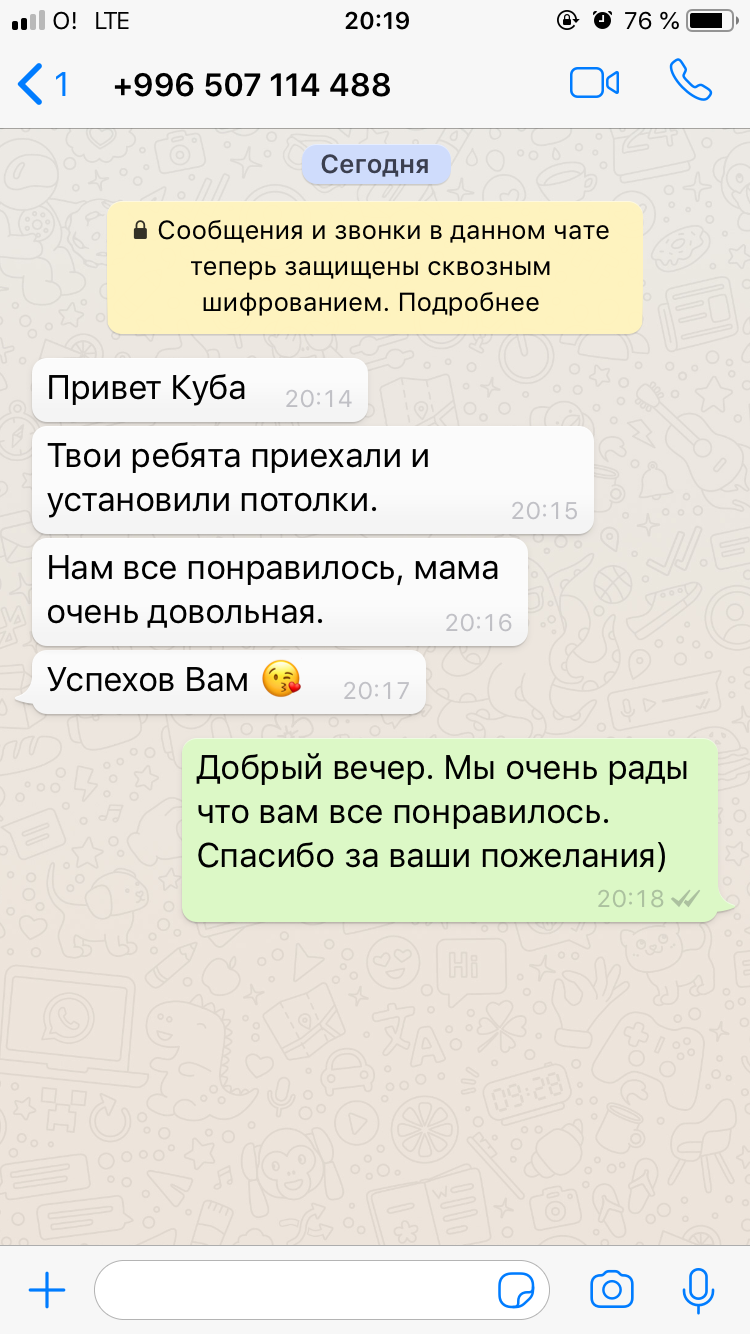 O! LTE 20:19 76 %
1 +996 507 114 488
Сегодня
Сообщения и звонки в данном чате
теперь защищены сквозным
шифрованием. Подробнее
Привет Куба 20:14
Твои ребята приехали и
установили потолки. 20:15
Нам все понравилось, мама
очень довольная. 20:16
Успехов Вам 😘 20:17
Добрый вечер. Мы очень рады
что вам все понравилось.
Спасибо за ваши пожелания)
20:18
Hi
09:28